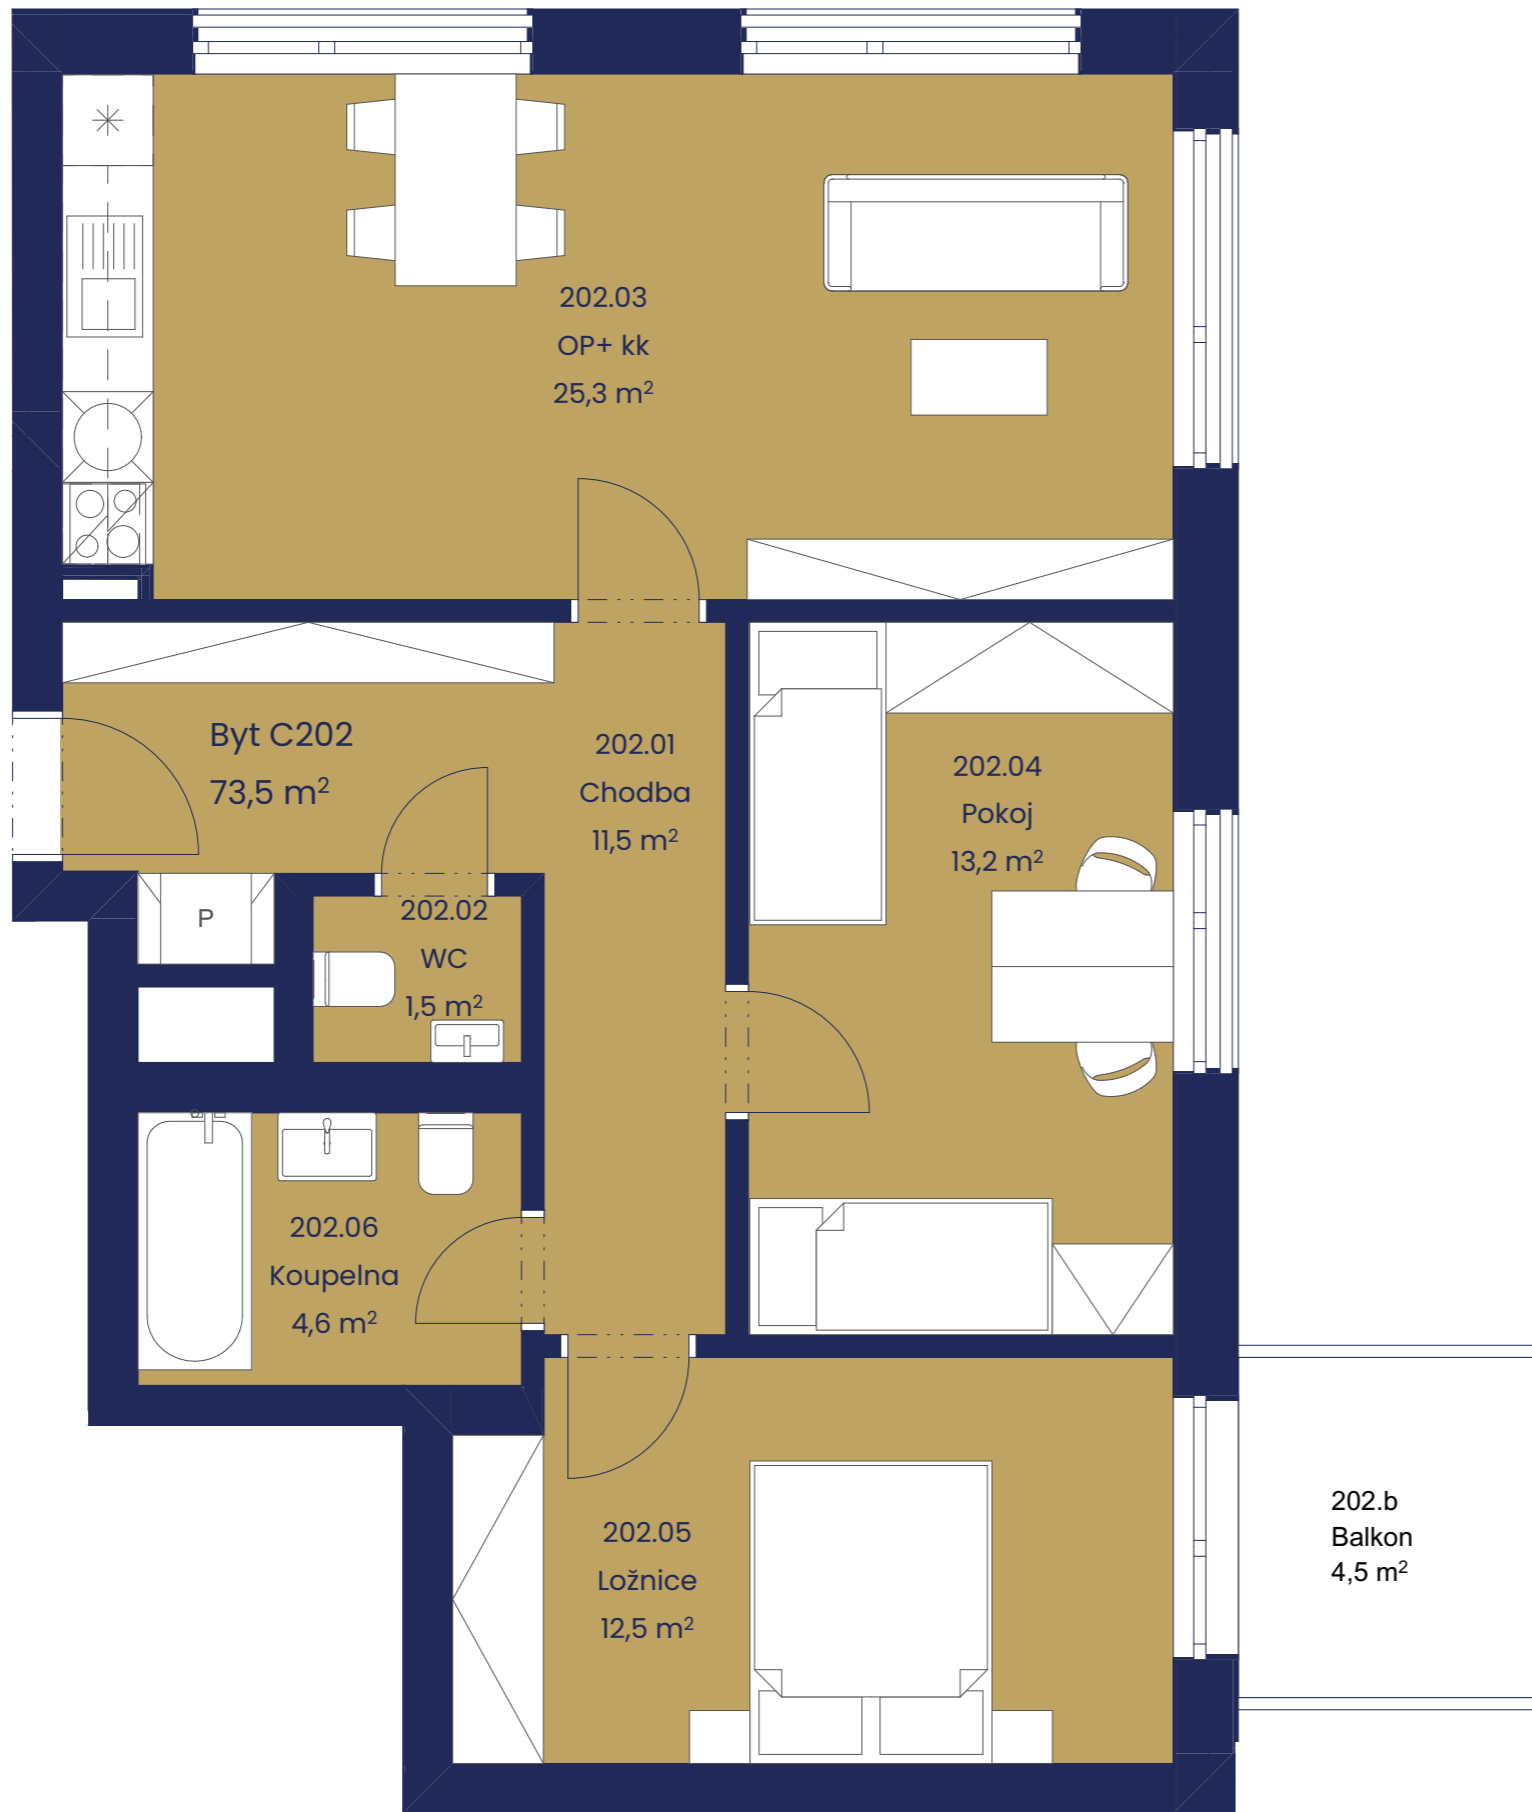 202.03
OP+ kk
25,3 m²
Byt C202
73,5 m²
202.01
Chodba
11,5 m²
202.04
Pokoj
13,2 m²
P
202.02
WC
1,5 m²
202.06
Koupelna
4,6 m²
202.05
Ložnice
12,5 m²
202.b
Balkon
4,5 m²